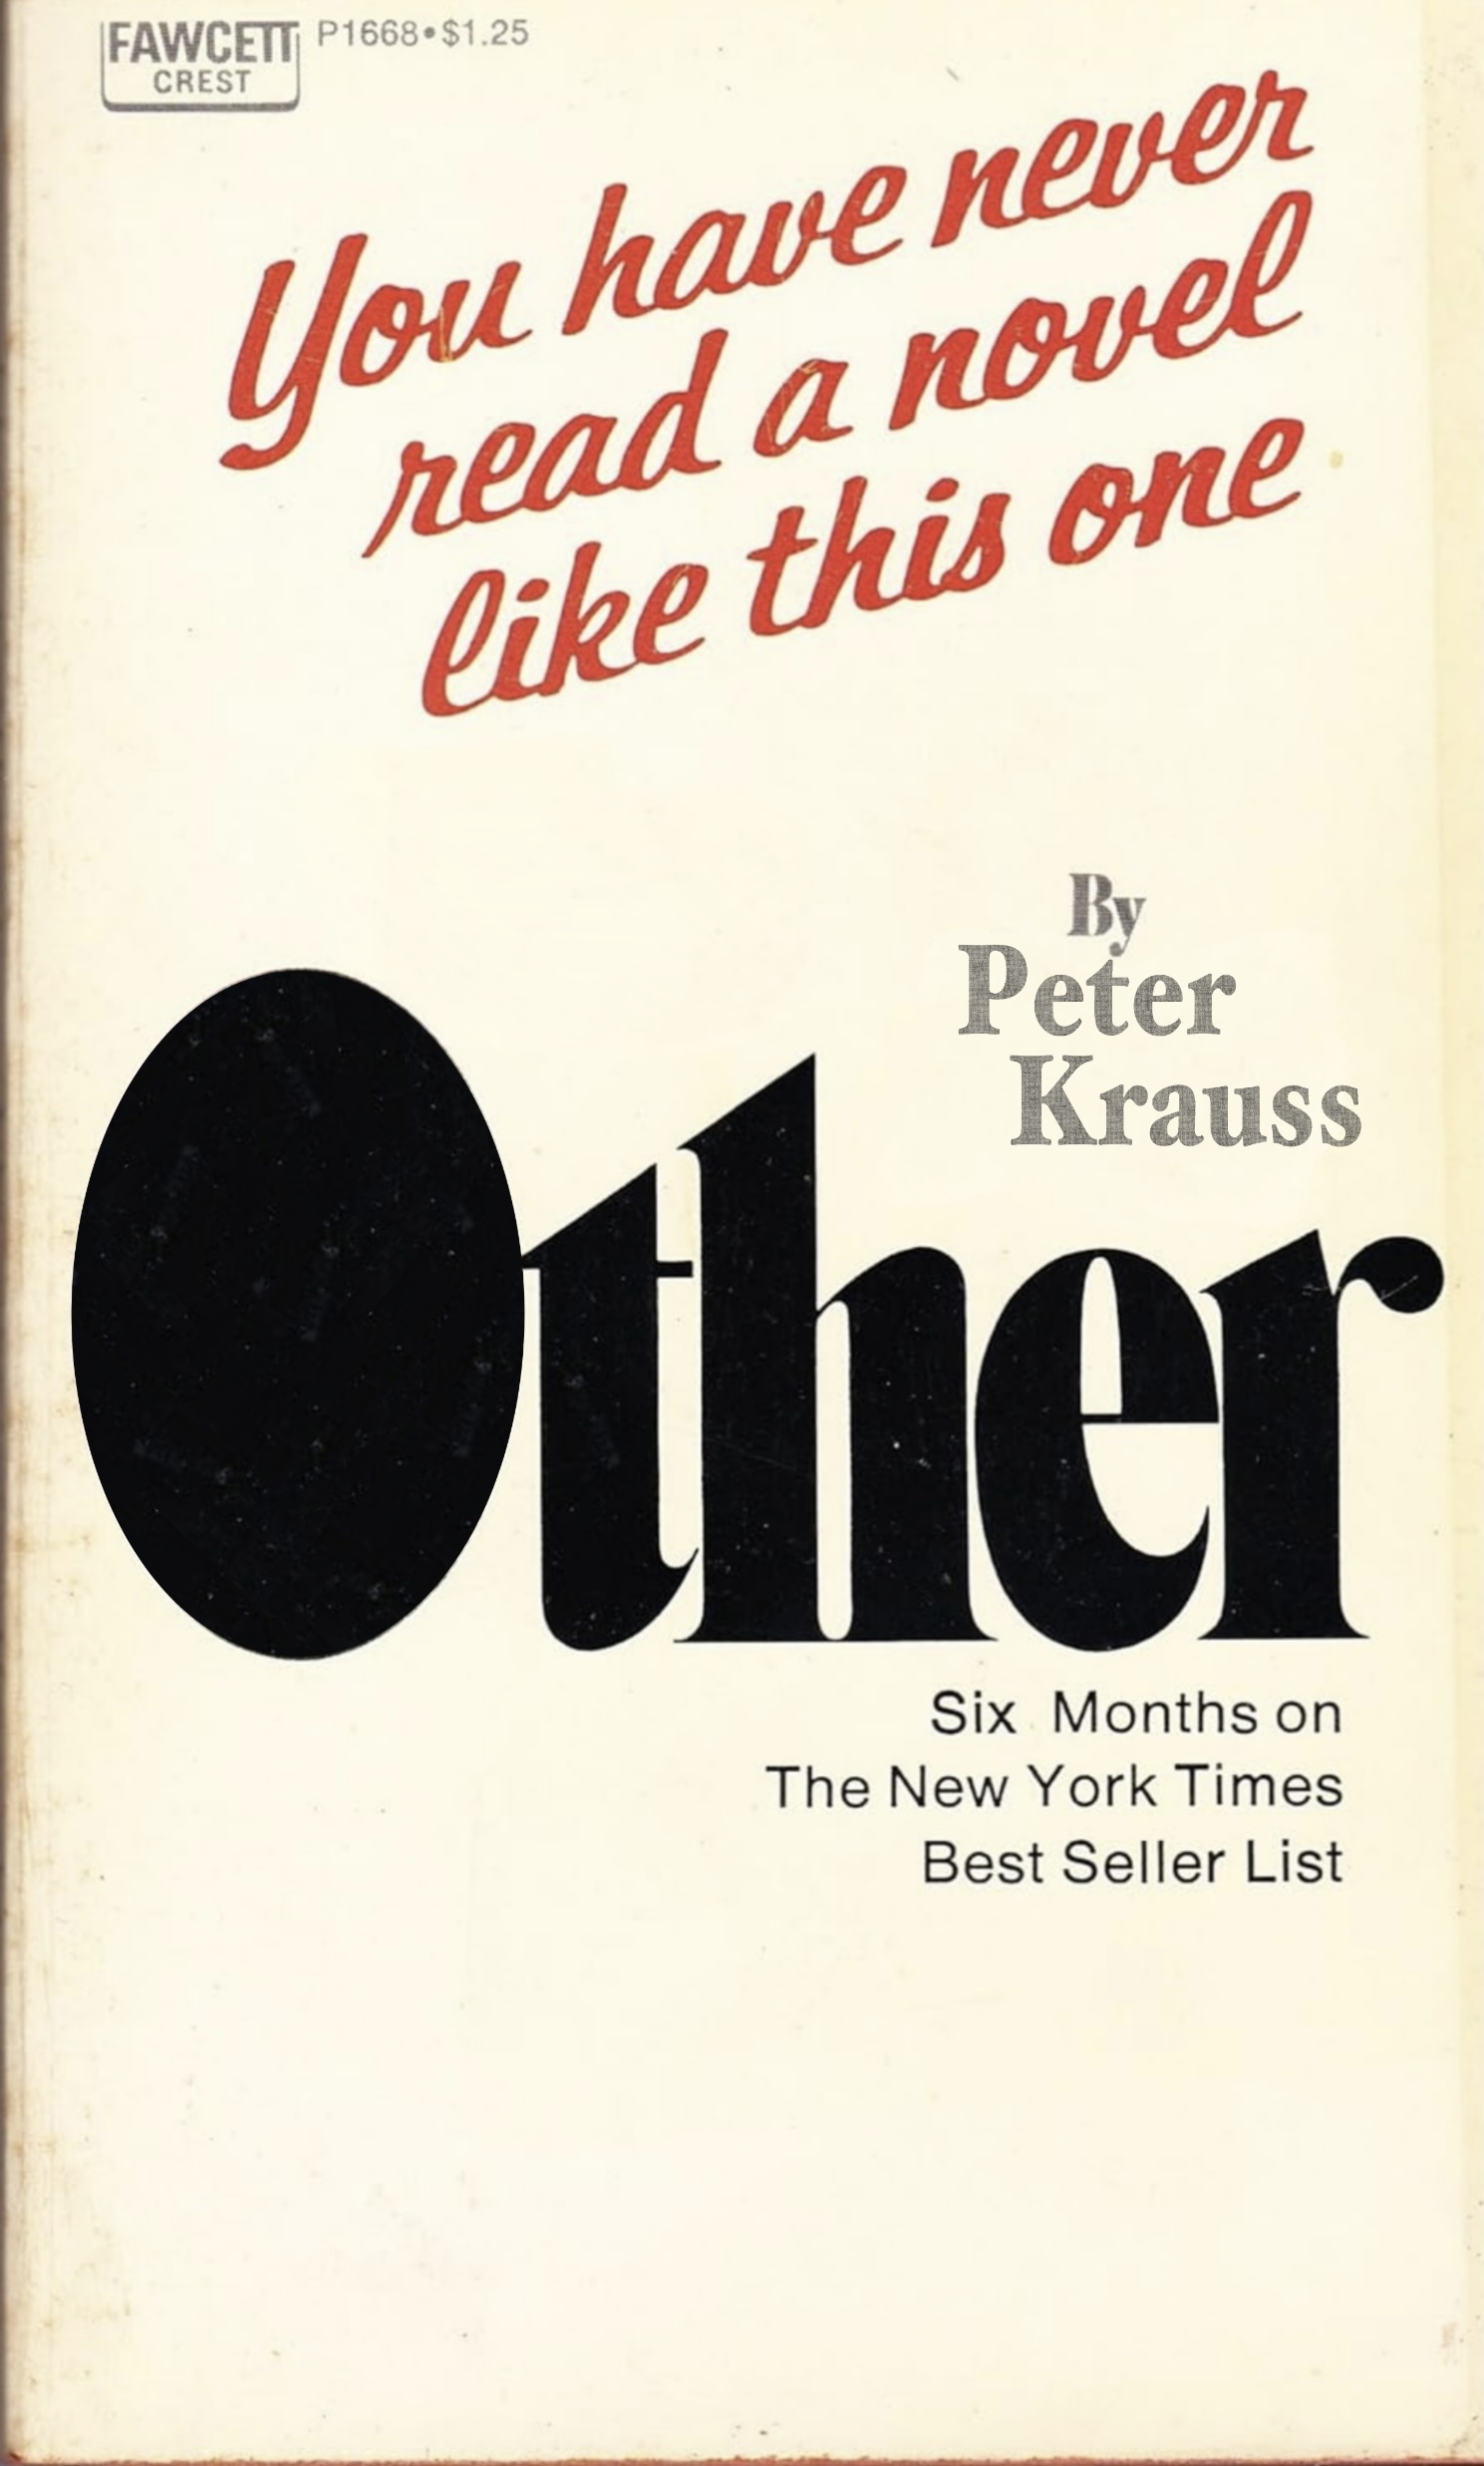 FAWCETT
CREST
P1668•$1.25
You have never
read a novel
like this one
By
Peter
Krauss
Other
Six Months on
The New York Times
Best Seller List